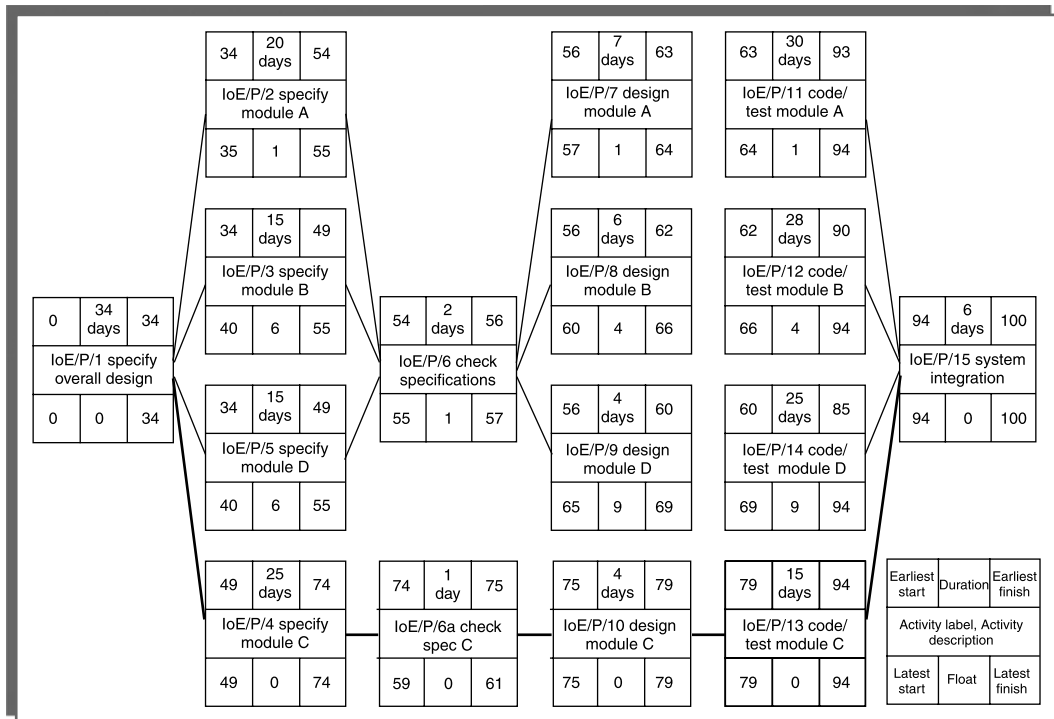 34 20 days 54
IoE/P/2 specify
module A
35 1 55
56 7 days 63
IoE/P/7 design
module A
57 1 64
63 30 days 93
IoE/P/11 code/
test module A
64 1 94
34 15 days 49
IoE/P/3 specify
module B
40 6 55
56 6 days 62
IoE/P/8 design
module B
60 4 66
62 28 days 90
IoE/P/12 code/
test module B
66 4 94
0 34 days 34
IoE/P/1 specify
overall design
0 0 34
54 2 days 56
IoE/P/6 check
specifications
55 1 57
94 6 days 100
IoE/P/15 system
integration
94 0 100
34 15 days 49
IoE/P/5 specify
module D
40 6 55
56 4 days 60
IoE/P/9 design
module D
65 9 69
60 25 days 85
IoE/P/14 code/
test module D
69 9 94
49 25 days 74
IoE/P/4 specify
module C
49 0 74
74 1 day 75
IoE/P/6a check
spec C
59 0 61
75 4 days 79
IoE/P/10 design
module C
75 0 79
79 15 days 94
IoE/P/13 code/
test module C
79 0 94
Earliest start Duration Earliest finish
Activity label, Activity
description
Latest start Float Latest finish